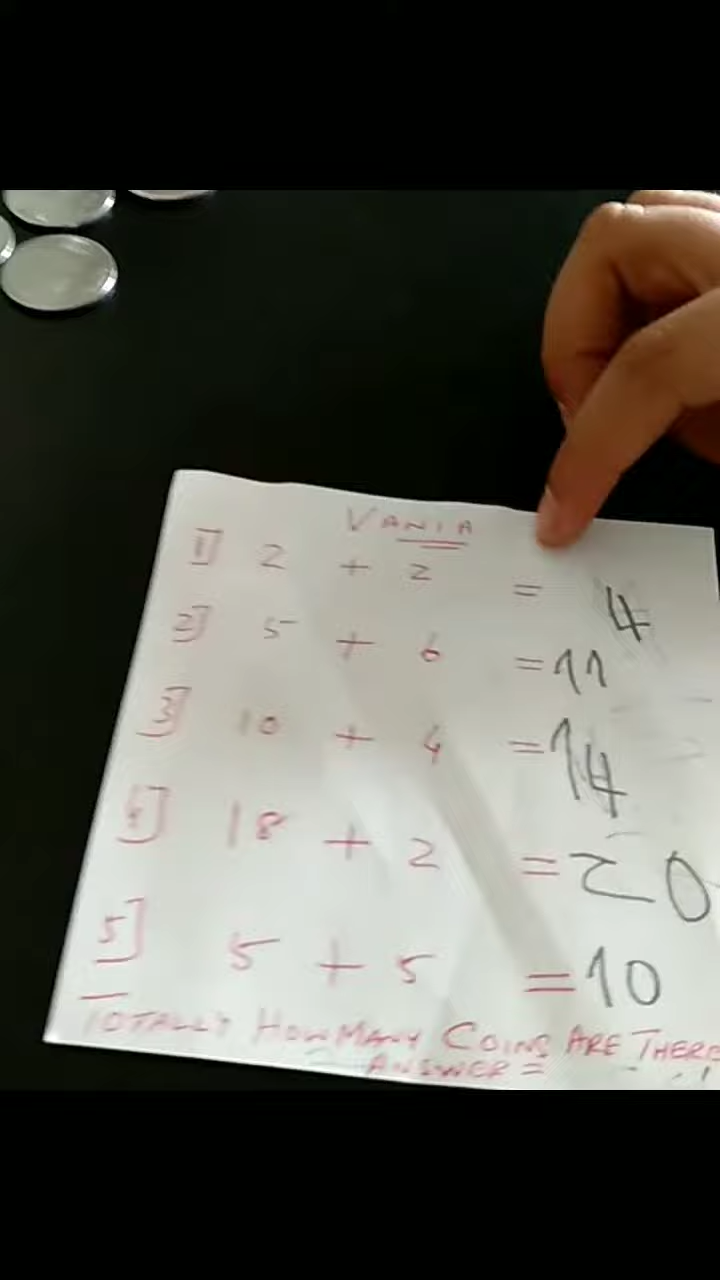 VANIA
1] 2 + 2 = 4
2] 5 + 6 = 11
3] 10 + 4 = 14
4] 18 + 2 = 20
5] 5 + 5 = 10
TOTALLY HOW MANY COINS ARE THERE
ANSWER =